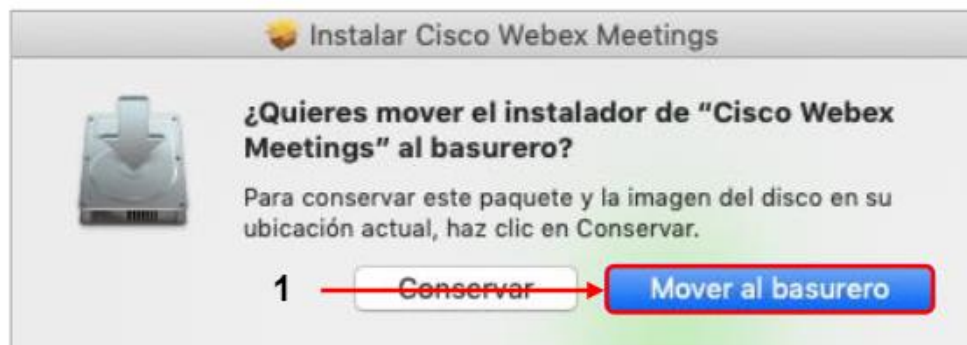 Instalar Cisco Webex Meetings
¿Quieres mover el instalador de “Cisco Webex
Meetings” al basurero?
Para conservar este paquete y la imagen del disco en su
ubicación actual, haz clic en Conservar.
1 Conservar Mover al basurero